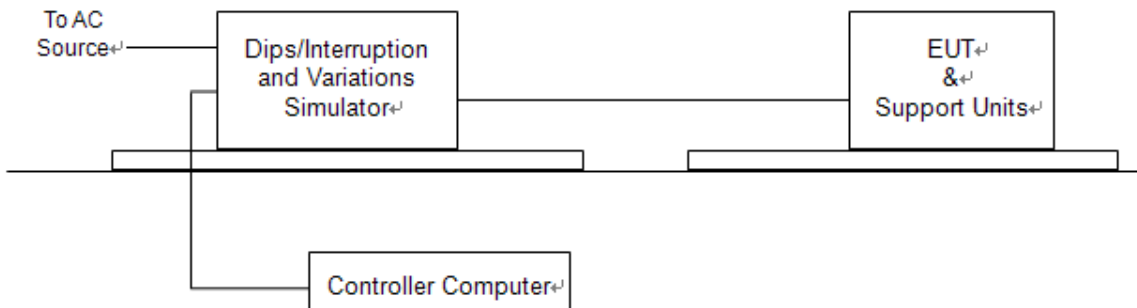 To AC
Source↵
Dips/Interruption
and Variations
Simulator↵
EUT↵
&↵
Support Units↵
Controller Computer↵